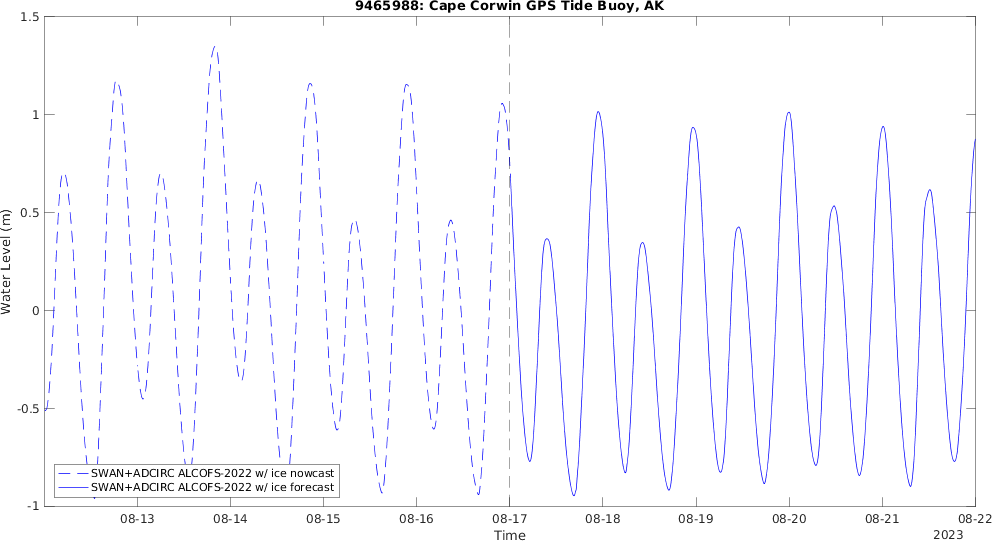 9465988: Cape Corwin GPS Tide Buoy, AK
1.5
1
0.5
0
-0.5
-1
Water Level (m)
SWAN+ADCIRC ALCOFS-2022 w/ ice nowcast
SWAN+ADCIRC ALCOFS-2022 w/ ice forecast
08-13 08-14 08-15 08-16 08-17 08-18 08-19 08-20 08-21 08-22
Time
2023